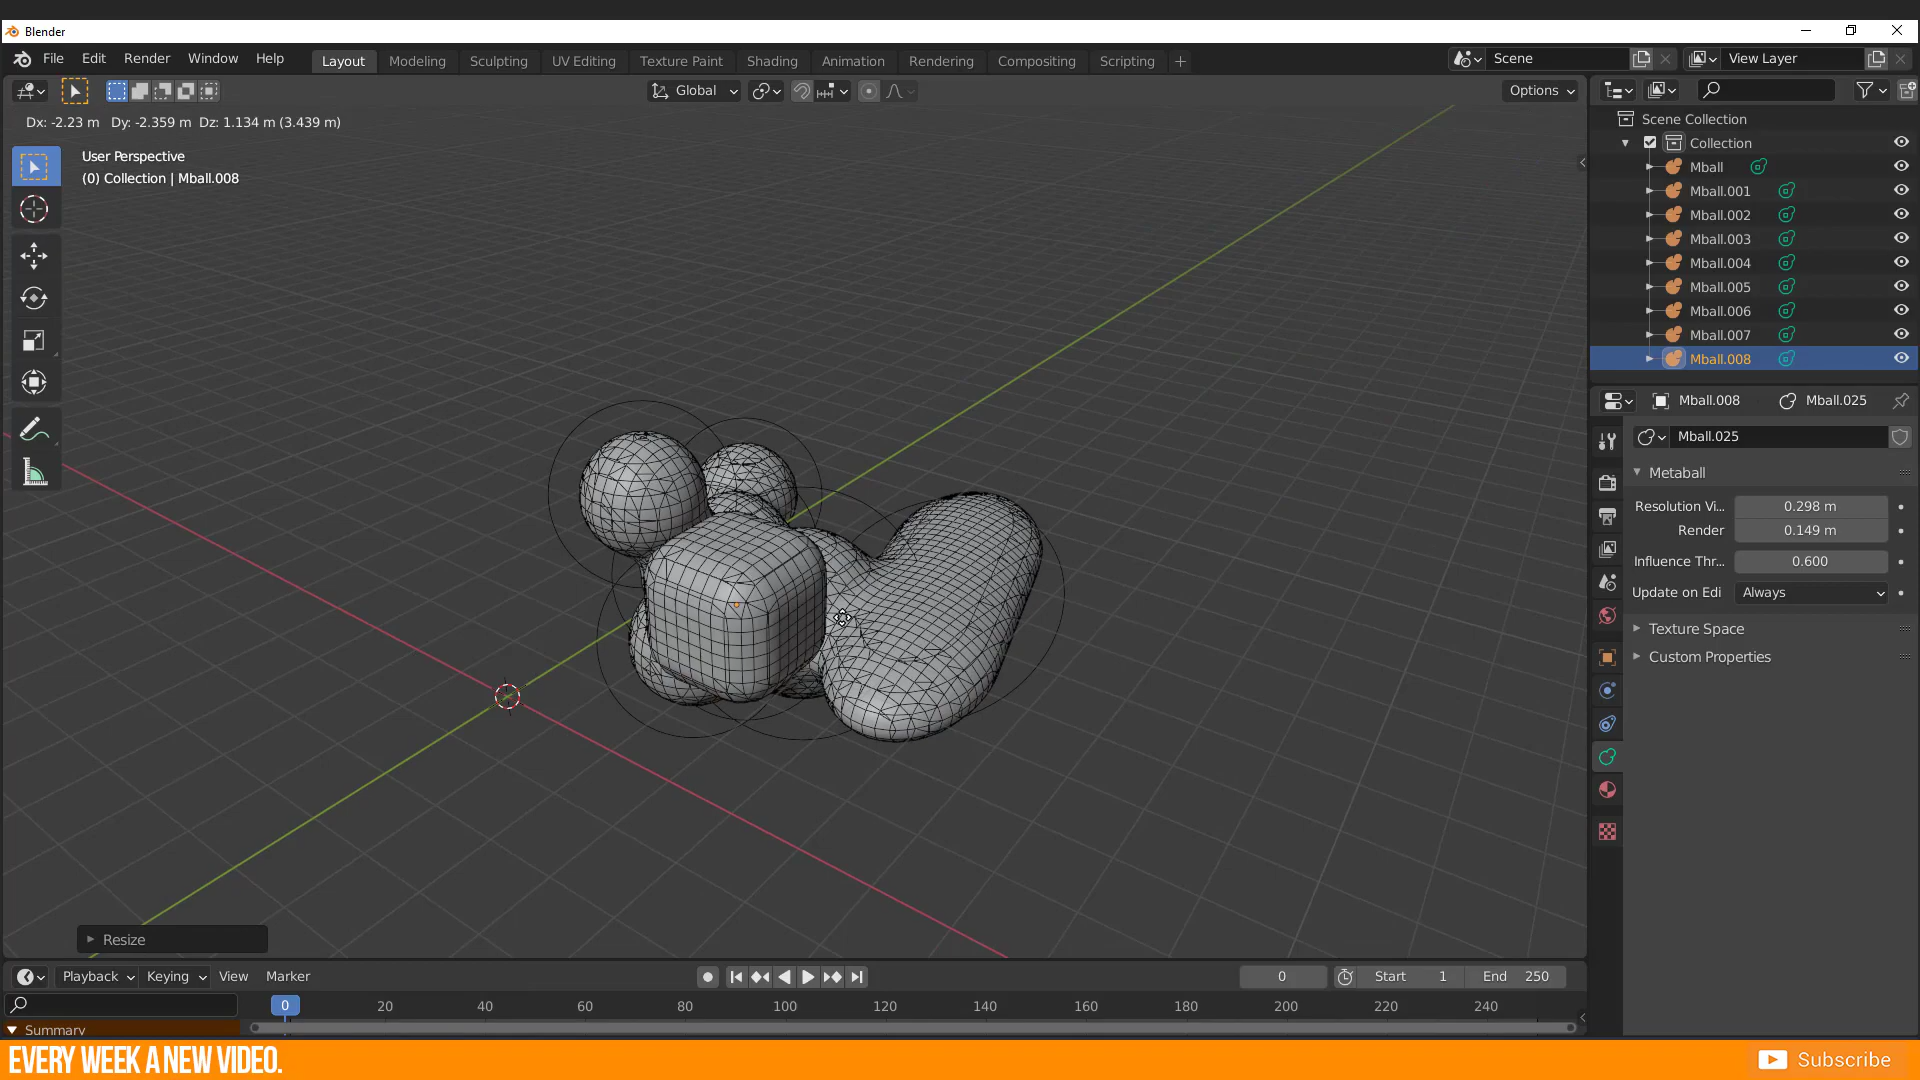 Blender
File Edit Render Window Help Layout Modeling Sculpting UV Editing Texture Paint Shading Animation Rendering Compositing Scripting + Scene View Layer
Global Options
Dx: -2.23 m Dy: -2.359 m Dz: 1.134 m (3.439 m)
User Perspective
(0) Collection | Mball.008
Scene Collection
Collection
Mball
Mball.001
Mball.002
Mball.003
Mball.004
Mball.005
Mball.006
Mball.007
Mball.008
Mball.008 Mball.025
Mball.025
Metaball
Resolution Vi... 0.298 m
Render 0.149 m
Influence Thr... 0.600
Update on Edi Always
Texture Space
Custom Properties
Resize
Playback Keying View Marker 0 Start 1 End 250
0 20 40 60 80 100 120 140 160 180 200 220 240
Summary
EVERY WEEK A NEW VIDEO.
Subscribe